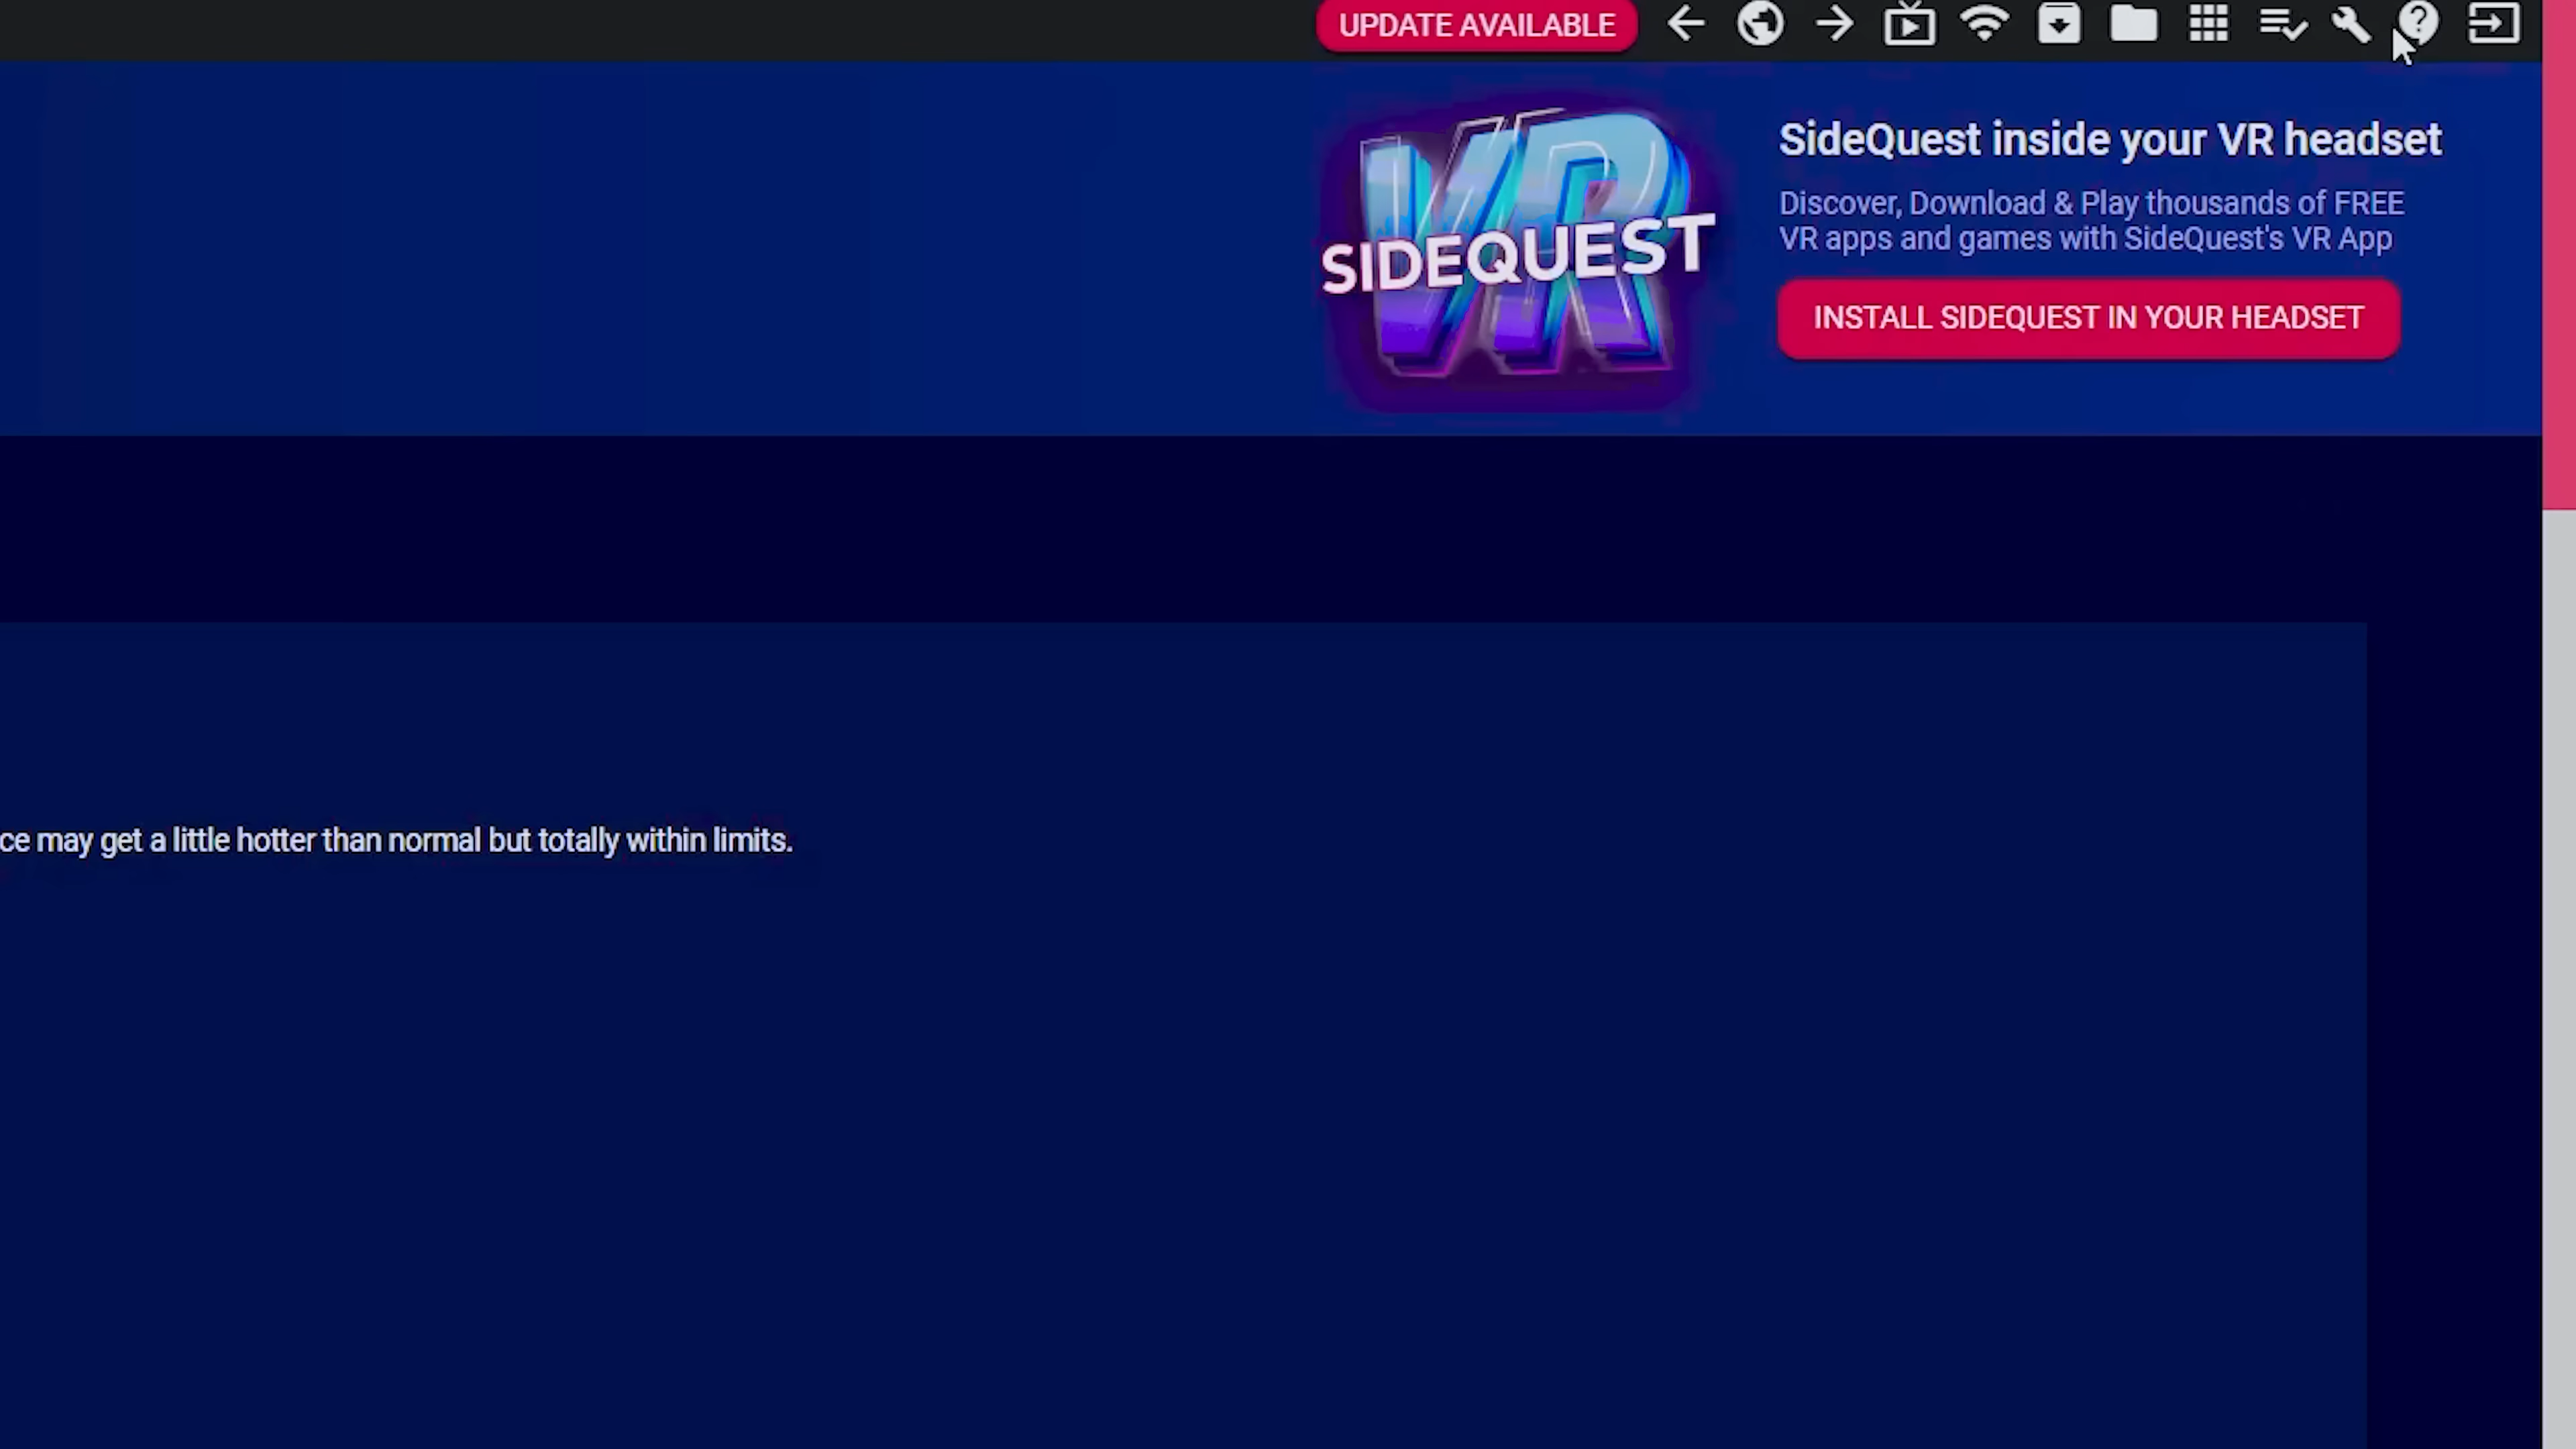 UPDATE AVAILABLE
VR
SIDEQUEST
SideQuest inside your VR headset
Discover, Download & Play thousands of FREE
VR apps and games with SideQuest's VR App
INSTALL SIDEQUEST IN YOUR HEADSET
ce may get a little hotter than normal but totally within limits.